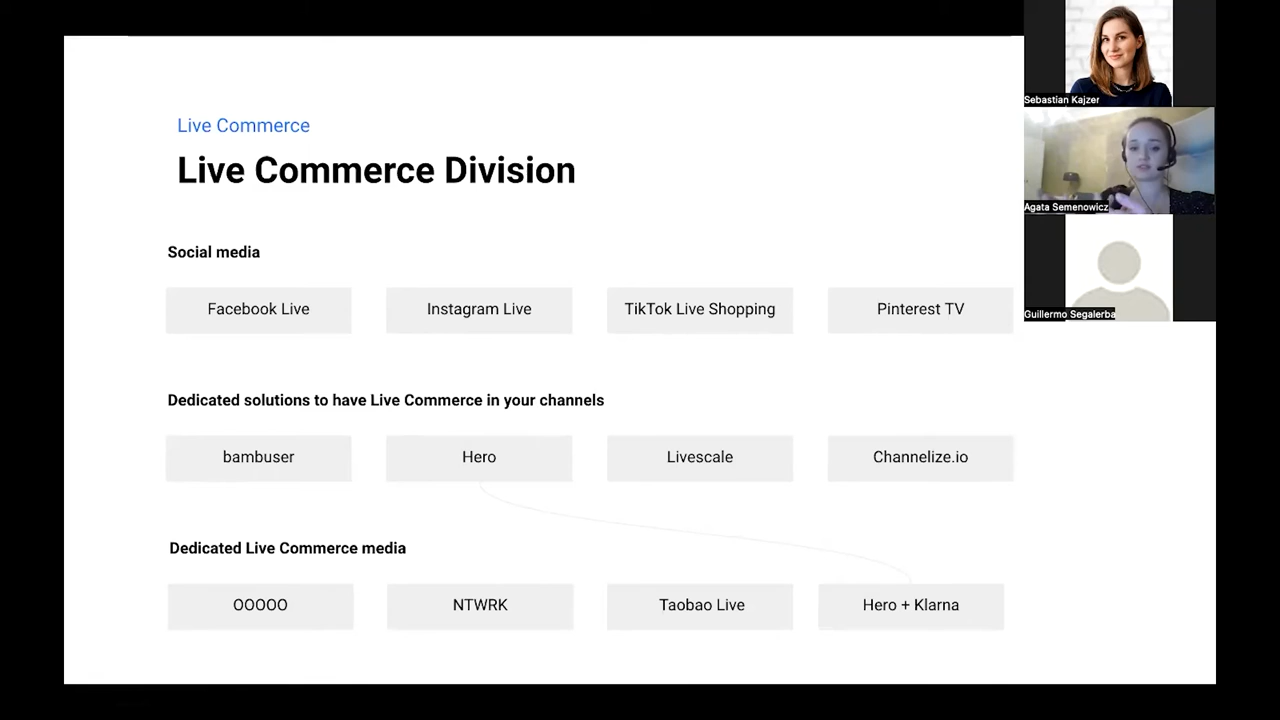 Live Commerce
Live Commerce Division
Social media
Facebook Live
Instagram Live
TikTok Live Shopping
Pinterest TV
Dedicated solutions to have Live Commerce in your channels
bambuser
Hero
Livescale
Channelize.io
Dedicated Live Commerce media
OOOOO
NTWRK
Taobao Live
Hero + Klarna
Sebastian Kajzer
Agata Semenowicz
Guillermo Segalerba